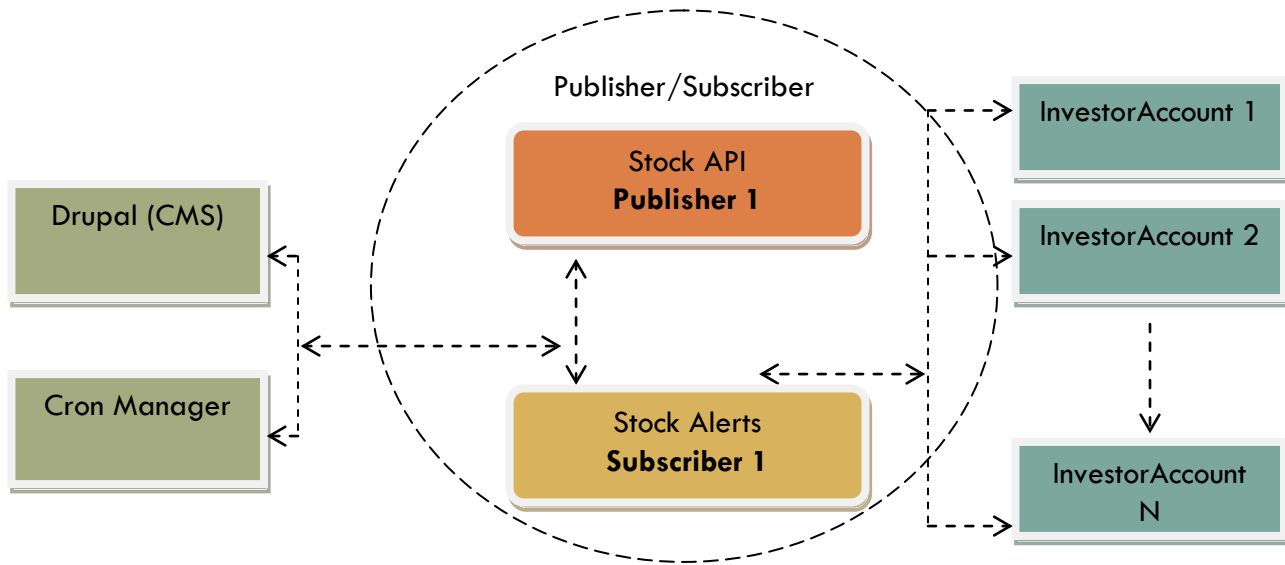 Publisher/Subscriber
Stock API
Publisher 1
Stock Alerts
Subscriber 1
Drupal (CMS)
Cron Manager
InvestorAccount 1
InvestorAccount 2
InvestorAccount
N